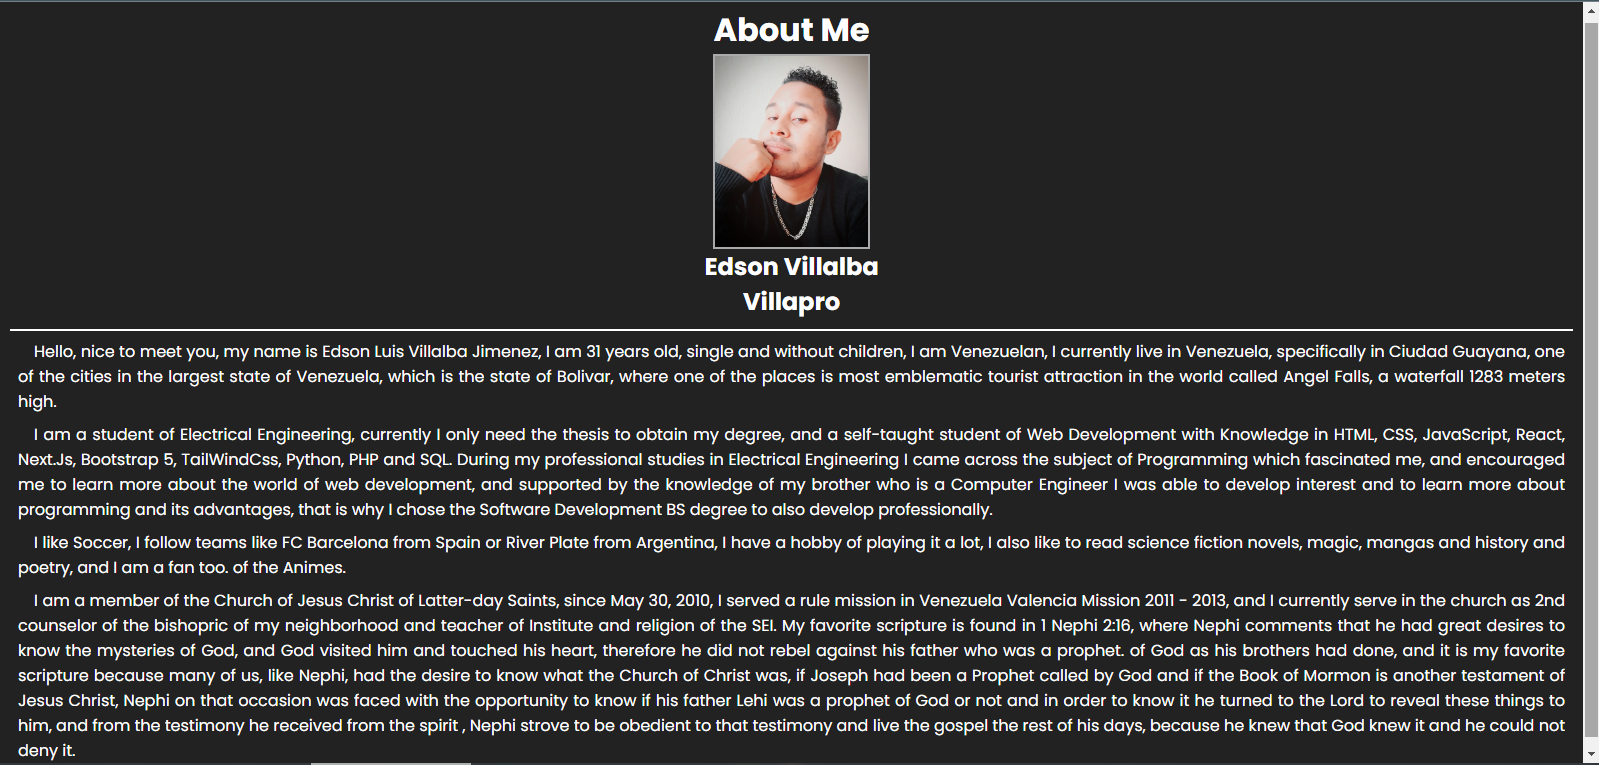 About Me
Edson Villalba
Villapro
Hello, nice to meet you, my name is Edson Luis Villalba Jimenez, I am 31 years old, single and without children, I am Venezuelan, I currently live in Venezuela, specifically in Ciudad Guayana, one
of the cities in the largest state of Venezuela, which is the state of Bolivar, where one of the places is most emblematic tourist attraction in the world called Angel Falls, a waterfall 1283 meters
high.
I am a student of Electrical Engineering, currently I only need the thesis to obtain my degree, and a self-taught student of Web Development with Knowledge in HTML, CSS, JavaScript, React,
Next.Js, Bootstrap 5, TailWindCss, Python, PHP and SQL. During my professional studies in Electrical Engineering I came across the subject of Programming which fascinated me, and encouraged
me to learn more about the world of web development, and supported by the knowledge of my brother who is a Computer Engineer I was able to develop interest and to learn more about
programming and its advantages, that is why I chose the Software Development BS degree to also develop professionally.
I like Soccer, I follow teams like FC Barcelona from Spain or River Plate from Argentina, I have a hobby of playing it a lot, I also like to read science fiction novels, magic, mangas and history and
poetry, and I am a fan too. of the Animes.
I am a member of the Church of Jesus Christ of Latter-day Saints, since May 30, 2010, I served a rule mission in Venezuela Valencia Mission 2011 - 2013, and I currently serve in the church as 2nd
counselor of the bishopric of my neighborhood and teacher of Institute and religion of the SEI. My favorite scripture is found in 1 Nephi 2:16, where Nephi comments that he had great desires to
know the mysteries of God, and God visited him and touched his heart, therefore he did not rebel against his father who was a prophet. of God as his brothers had done, and it is my favorite
scripture because many of us, like Nephi, had the desire to know what the Church of Christ was, if Joseph had been a Prophet called by God and if the Book of Mormon is another testament of
Jesus Christ, Nephi on that occasion was faced with the opportunity to know if his father Lehi was a prophet of God or not and in order to know it he turned to the Lord to reveal these things to
him, and from the testimony he received from the spirit , Nephi strove to be obedient to that testimony and live the gospel the rest of his days, because he knew that God knew it and he could not
deny it.